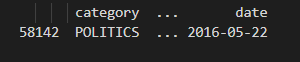 category ... date
58142 POLITICS ... 2016-05-22